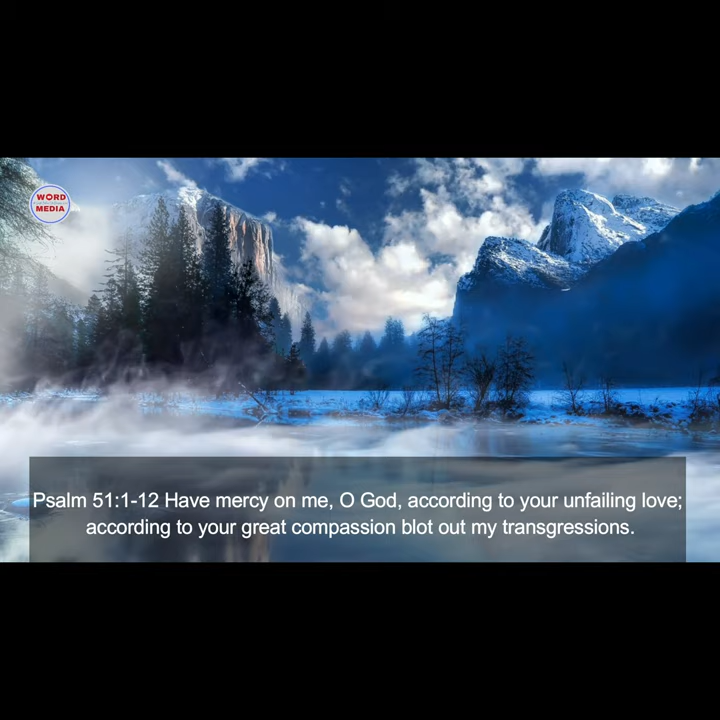 WORD
MEDIA
Psalm 51:1-12 Have mercy on me, O God, according to your unfailing love;
according to your great compassion blot out my transgressions.